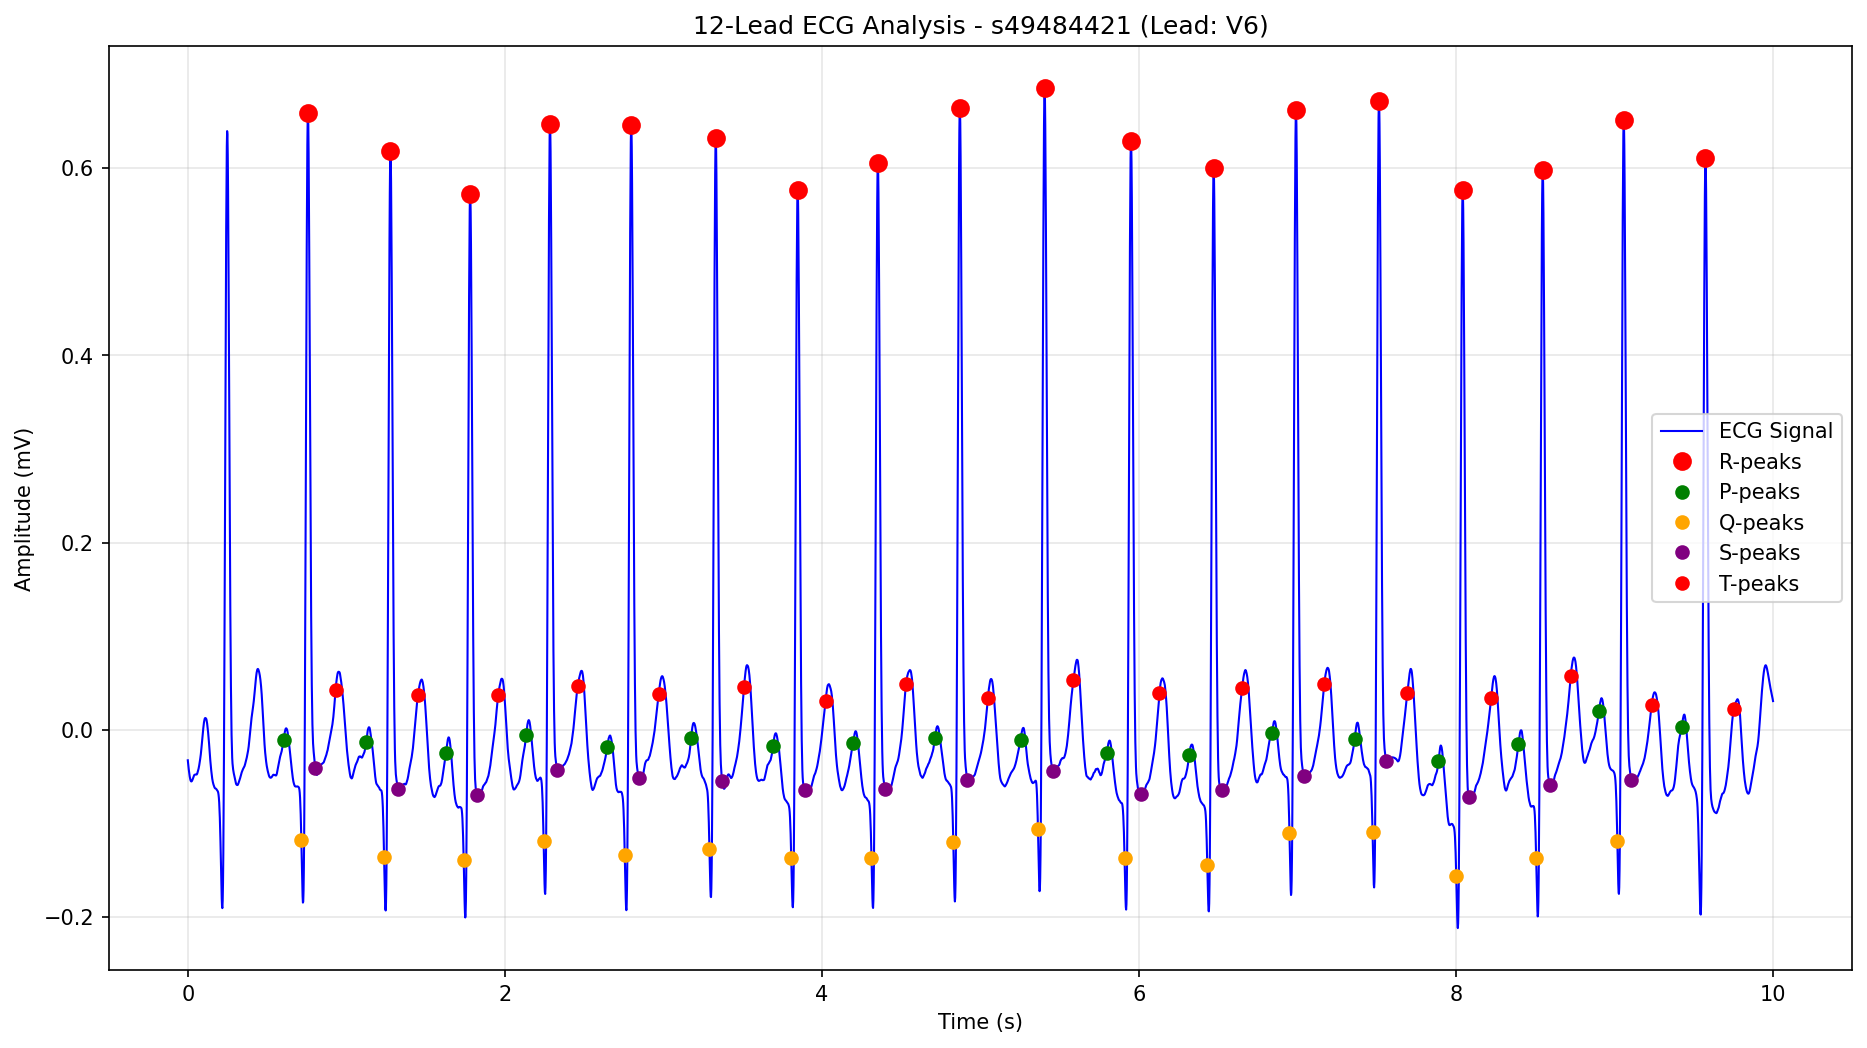 12-Lead ECG Analysis - s49484421 (Lead: V6)
Amplitude (mV)
0.6
0.4
0.2
0.0
−0.2
ECG Signal
R-peaks
P-peaks
Q-peaks
S-peaks
T-peaks
0 2 4 6 8 10
Time (s)